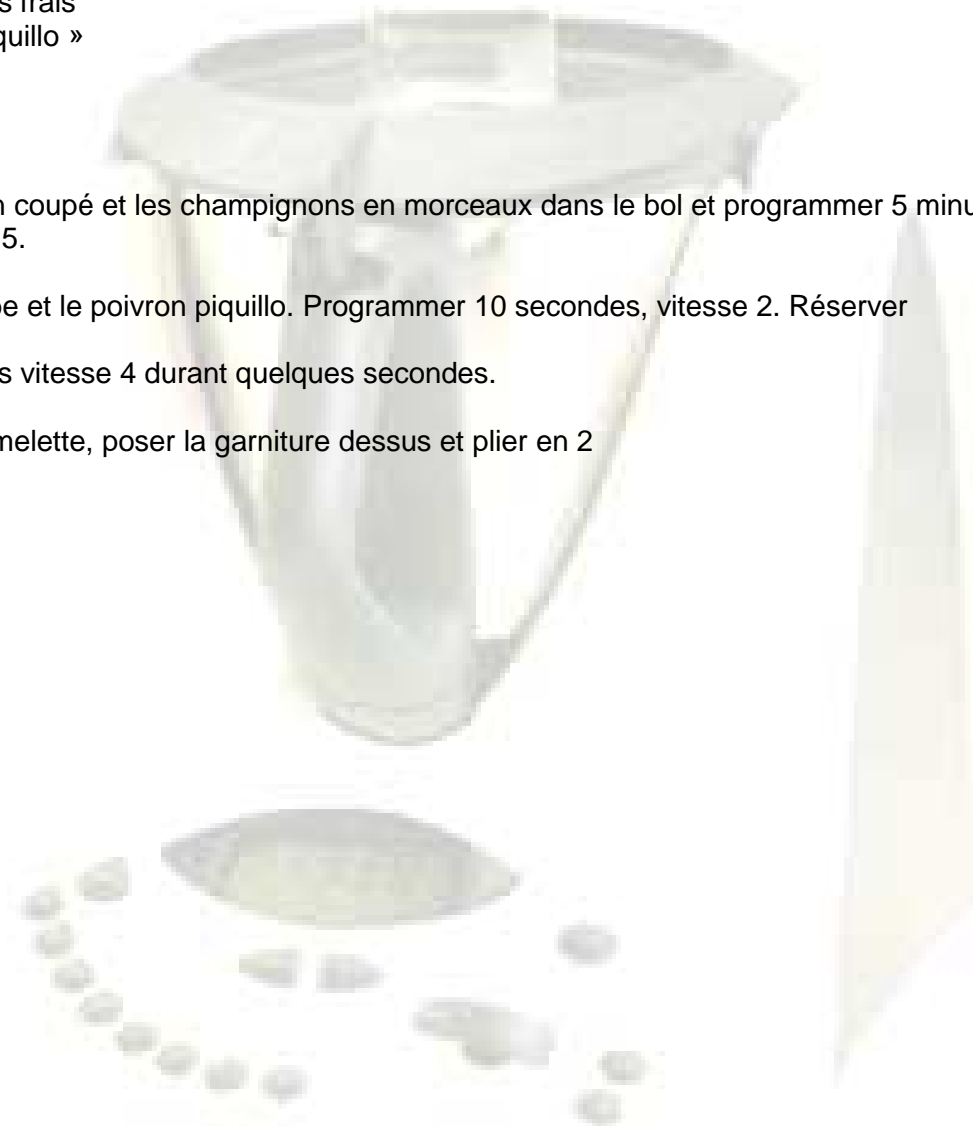 s frais
quillo »
n coupé et les champignons en morceaux dans le bol et programmer 5 minu
5.
e et le poivron piquillo. Programmer 10 secondes, vitesse 2. Réserver
s vitesse 4 durant quelques secondes.
melette, poser la garniture dessus et plier en 2